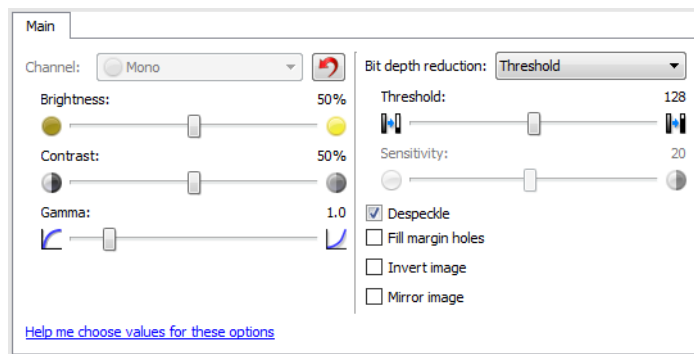 Main
Channel: Mono
Brightness: 50%
Contrast: 50%
Gamma: 1.0
Help me choose values for these options
Bit depth reduction: Threshold
Threshold: 128
Sensitivity: 20
Despeckle
Fill margin holes
Invert image
Mirror image